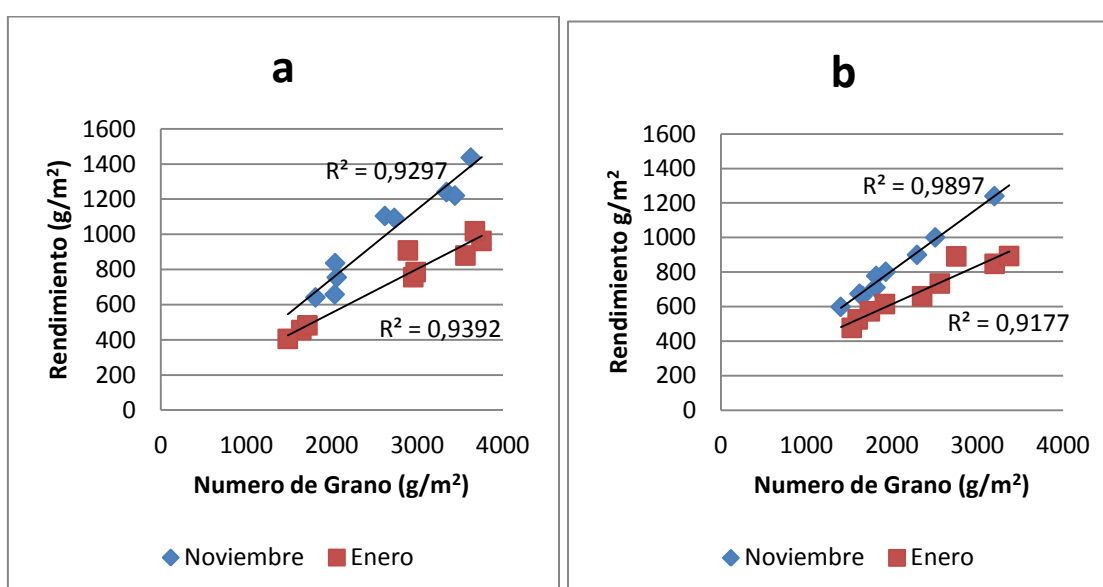 a
1600
1400
1200
1000
800
600
400
200
0
0 1000 2000 3000 4000
Rendimiento (g/m²)
Numero de Grano (g/m²)
R² = 0,9297
R² = 0,9392
Noviembre Enero
b
1600
1400
1200
1000
800
600
400
200
0
0 1000 2000 3000 4000
Rendimiento g/m²
Numero de Grano (g/m²)
R² = 0,9897
R² = 0,9177
Noviembre Enero